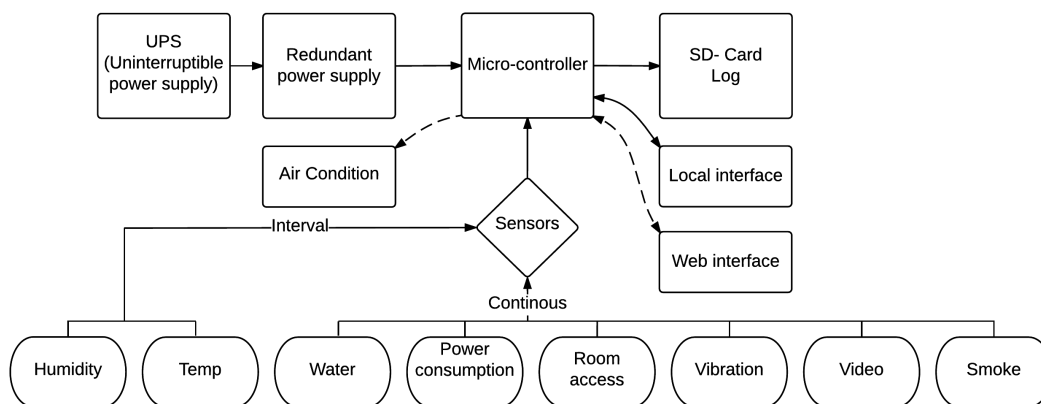 UPS
(Uninterruptible
power supply)
Redundant
power supply
Micro-controller
SD- Card
Log
Air Condition
Local interface
Interval
Sensors
Web interface
Continous
Humidity
Temp
Water
Power
consumption
Room
access
Vibration
Video
Smoke